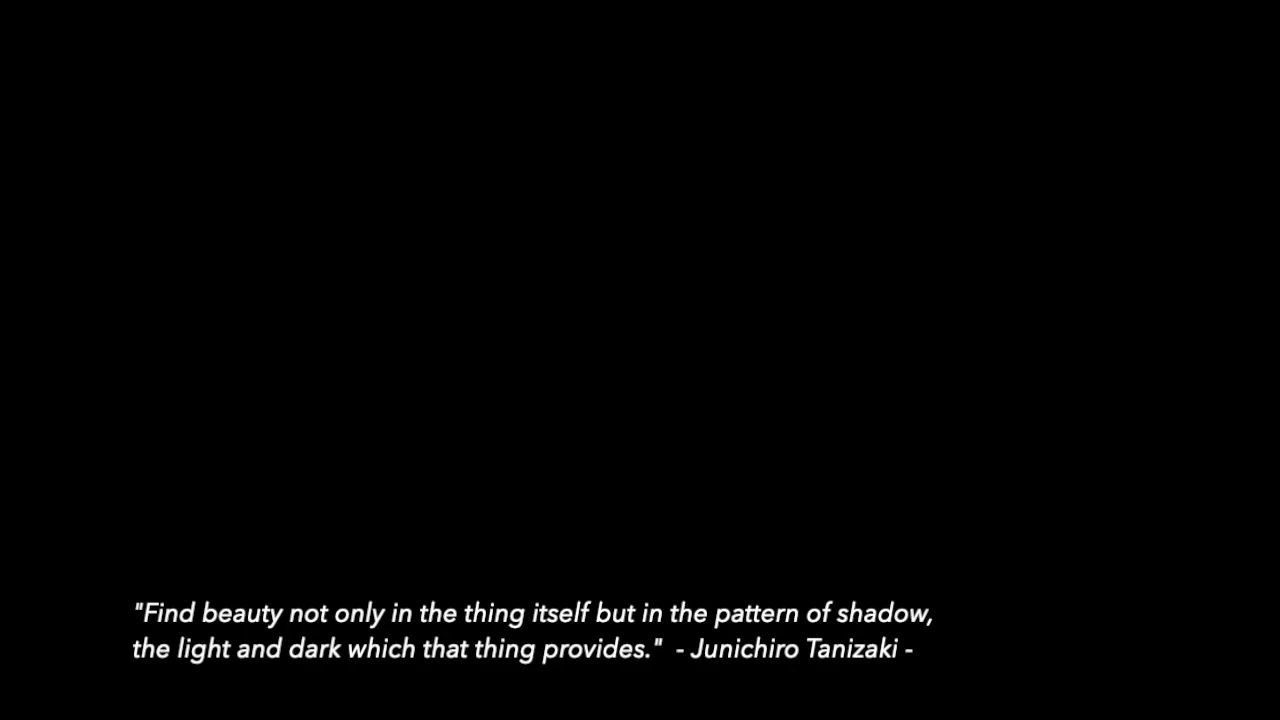 "Find beauty not only in the thing itself but in the pattern of shadow,
the light and dark which that thing provides."  - Junichiro Tanizaki -